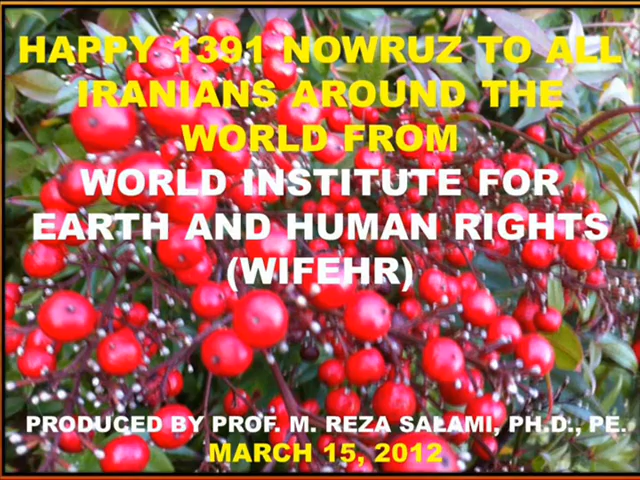 HAPPY 1391 NOWRUZ TO ALL
IRANIANS AROUND THE
WORLD FROM
WORLD INSTITUTE FOR
EARTH AND HUMAN RIGHTS
(WIFEHR)
PRODUCED BY PROF. M. REZA SALAMI, PH.D., PE.
MARCH 15, 2012